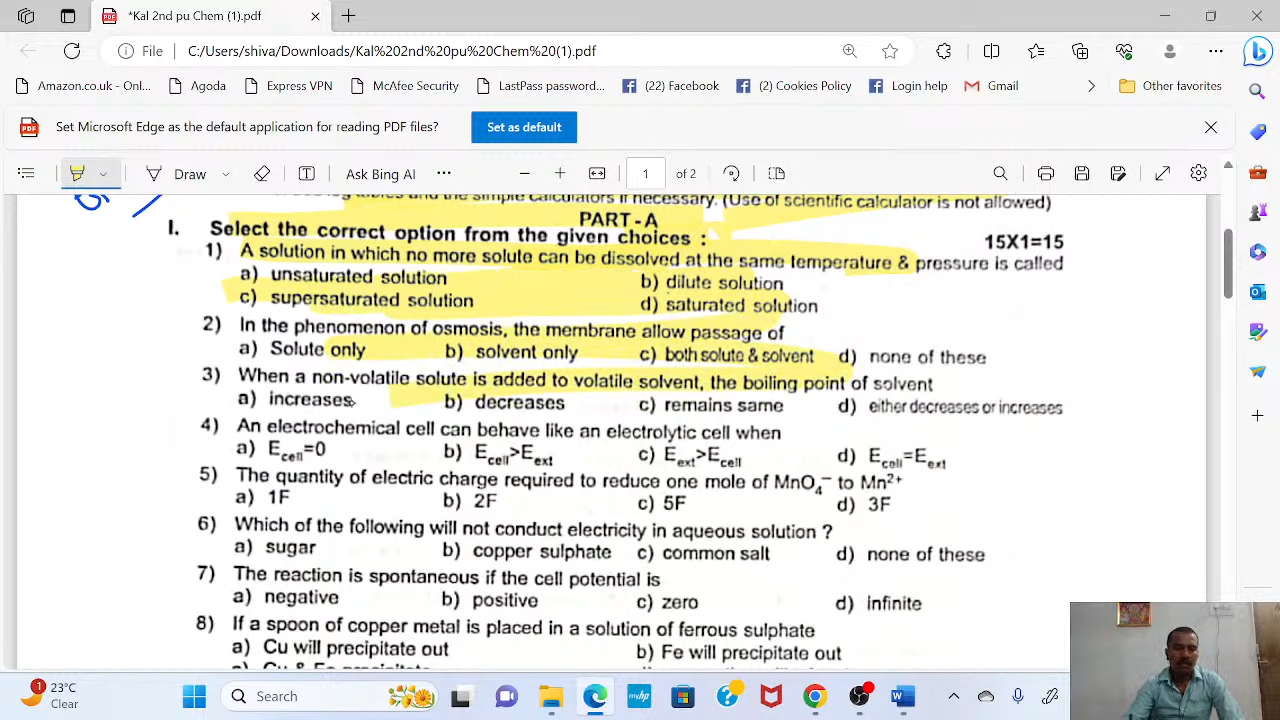 *Kal 2nd pu Chem (1).pdf
File C:/Users/shiva/Downloads/Kal%202nd%20pu%20Chem%20(1).pdf
Amazon.co.uk - Onl... Agoda Express VPN McAfee Security LastPass password... (22) Facebook (2) Cookies Policy Login help Gmail Other favorites
PDF Set Microsoft Edge as the default application for reading PDF files? Set as default
Draw Ask Bing AI 1 of 2
tables and the simple calculators if necessary. (Use of scientific calculator is not allowed)
PART - A
I. Select the correct option from the given choices : 15X1=15
1) A solution in which no more solute can be dissolved at the same temperature & pressure is called
a) unsaturated solution b) dilute solution
c) supersaturated solution d) saturated solution
2) In the phenomenon of osmosis, the membrane allow passage of
a) Solute only b) solvent only c) both solute & solvent d) none of these
3) When a non-volatile solute is added to volatile solvent, the boiling point of solvent
a) increases b) decreases c) remains same d) either decreases or increases
4) An electrochemical cell can behave like an electrolytic cell when
a) Ecell=0 b) Ecell>Eext c) Eext>Ecell d) Ecell=Eext
5) The quantity of electric charge required to reduce one mole of MnO4⁻ to Mn²⁺
a) 1F b) 2F c) 5F d) 3F
6) Which of the following will not conduct electricity in aqueous solution ?
a) sugar b) copper sulphate c) common salt d) none of these
7) The reaction is spontaneous if the cell potential is
a) negative b) positive c) zero d) infinite
8) If a spoon of copper metal is placed in a solution of ferrous sulphate
a) Cu will precipitate out b) Fe will precipitate out
1 23°C
Clear
Search